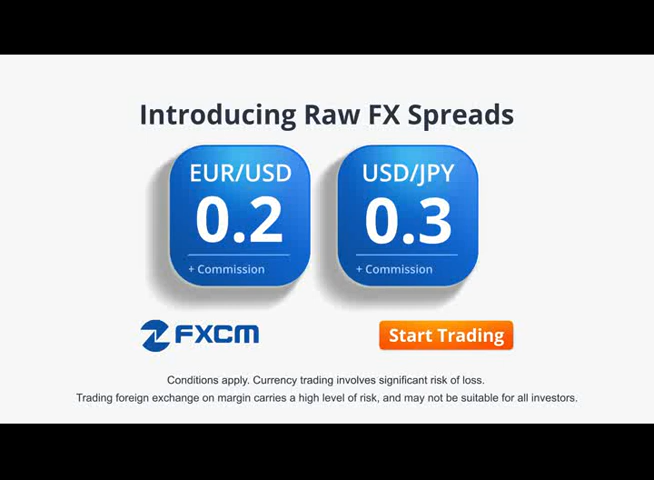 Introducing Raw FX Spreads
EUR/USD USD/JPY
0.2 0.3
+ Commission + Commission
FXCM Start Trading
Conditions apply. Currency trading involves significant risk of loss.
Trading foreign exchange on margin carries a high level of risk, and may not be suitable for all investors.